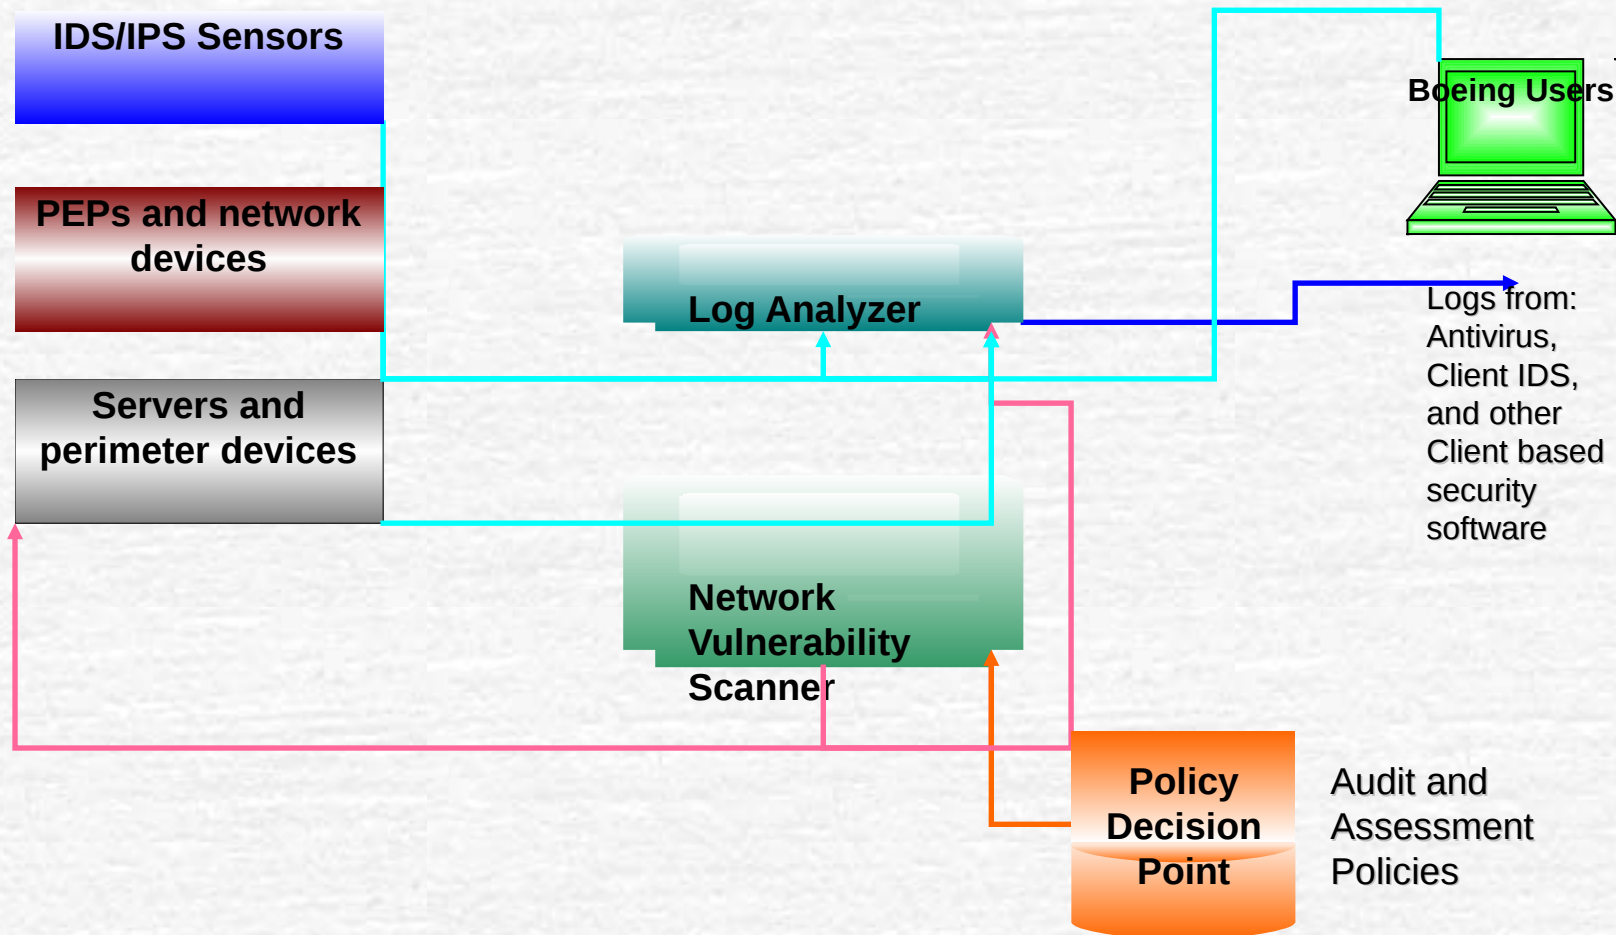 IDS/IPS Sensors
Boeing Users
PEPs and network
devices
Log Analyzer
Logs from:
Antivirus,
Client IDS,
and other
Client based
security
software
Servers and
perimeter devices
Network
Vulnerability
Scanner
Policy
Decision
Point
Audit and
Assessment
Policies